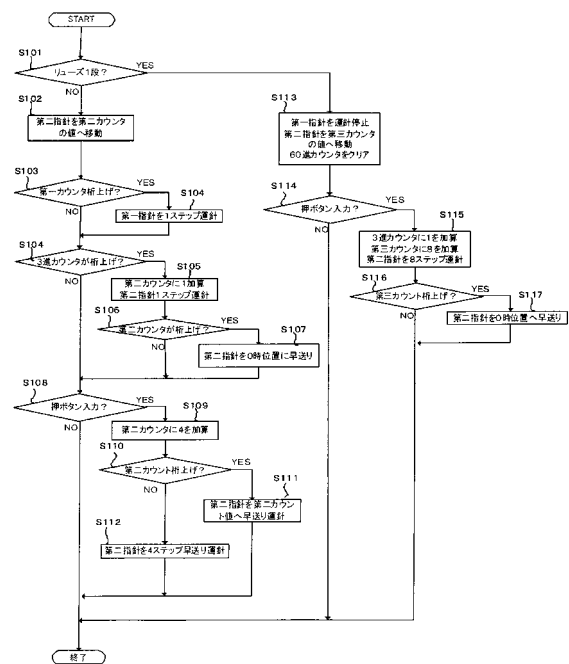 START
S101
リューズ1段?
YES
NO
S102
第二指針を第二カウンタ
の値へ移動
S103
第一カウンタ桁上げ?
YES
NO
S104
第一指針を1ステップ運針
S104
3進カウンタが桁上げ?
YES
NO
S105
第二カウンタに1加算
第二指針1ステップ運針
S106
第二カウンタが桁上げ?
YES
NO
S107
第二指針を0時位置に早送り
S108
押ボタン入力?
YES
NO
S109
第二カウンタに4を加算
S110
第二カウント桁上げ?
YES
NO
S111
第二指針を第二カウン
ト値へ早送り運針
S112
第二指針を4ステップ早送り運針
S113
第一指針を運針停止
第二指針を第三カウンタ
の値へ移動
60進カウンタをクリア
S114
押ボタン入力?
YES
NO
S115
3進カウンタに1を加算
第三カウンタに8を加算
第二指針を8ステップ運針
S116
第三カウント桁上げ?
YES
NO
S117
第二指針を0時位置へ早送り
終了